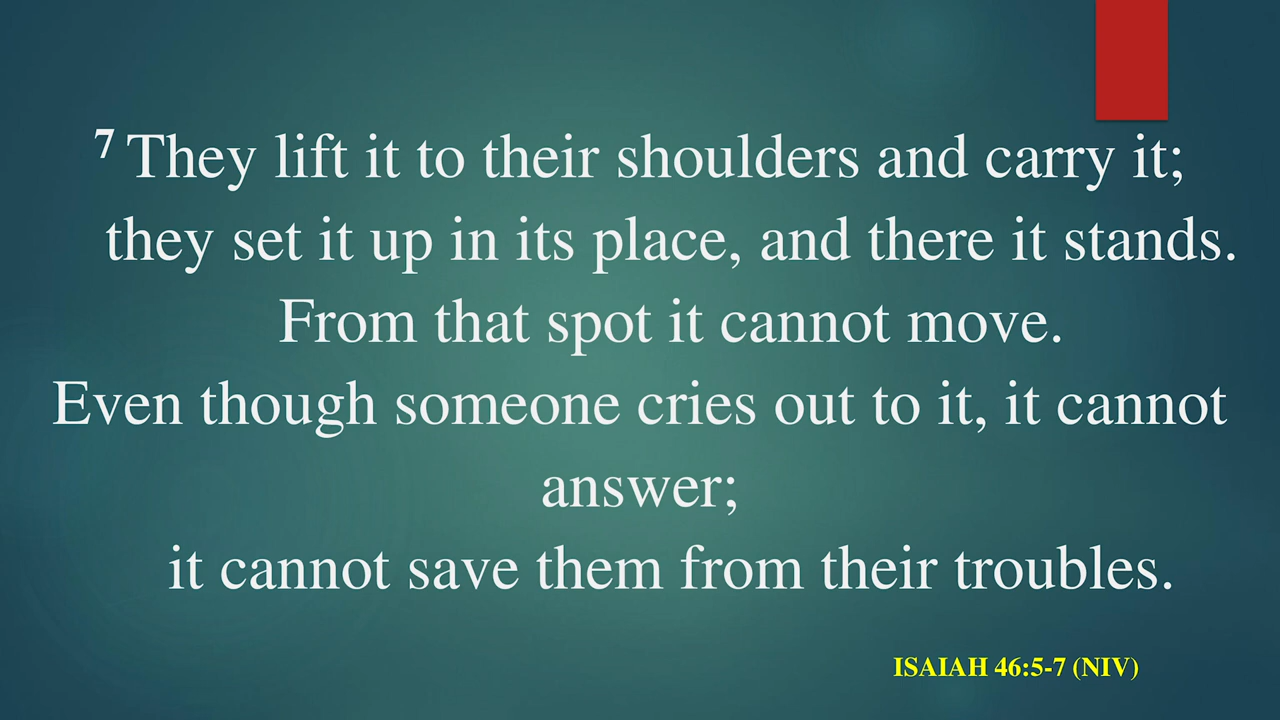 7 They lift it to their shoulders and carry it;
they set it up in its place, and there it stands.
From that spot it cannot move.
Even though someone cries out to it, it cannot
answer;
it cannot save them from their troubles.
ISAIAH 46:5-7 (NIV)